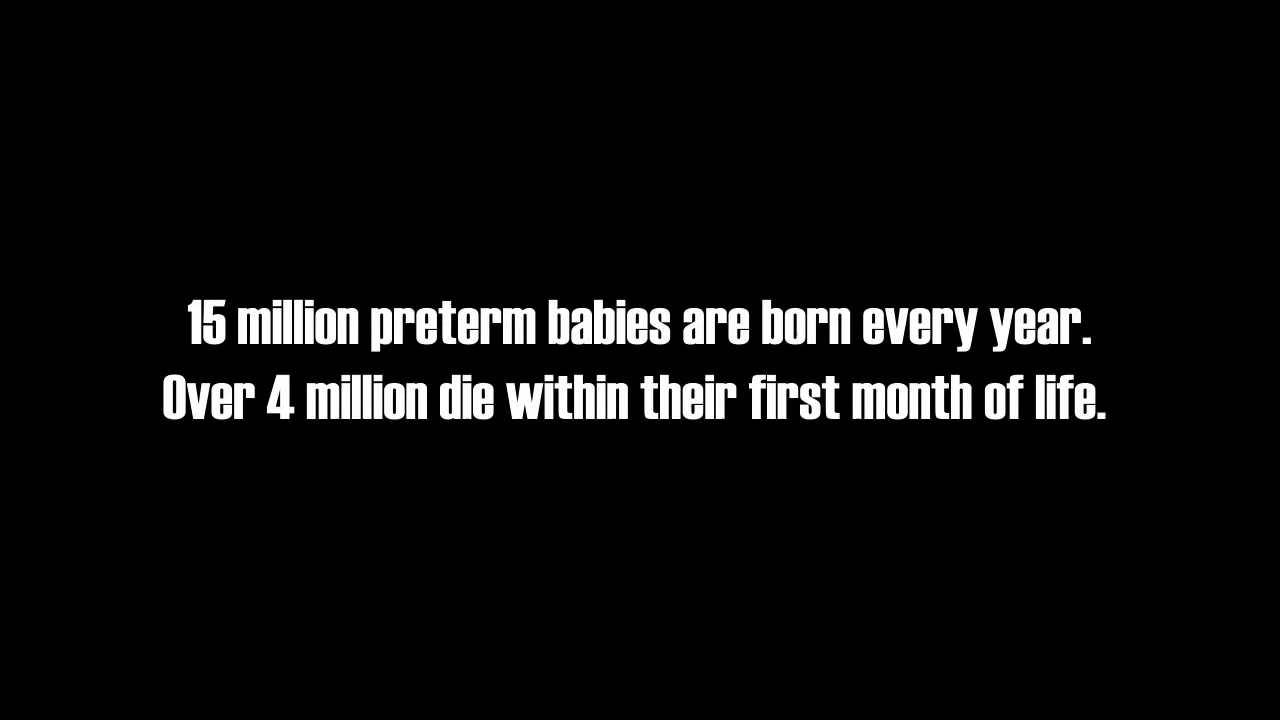 15 million preterm babies are born every year.
Over 4 million die within their first month of life.